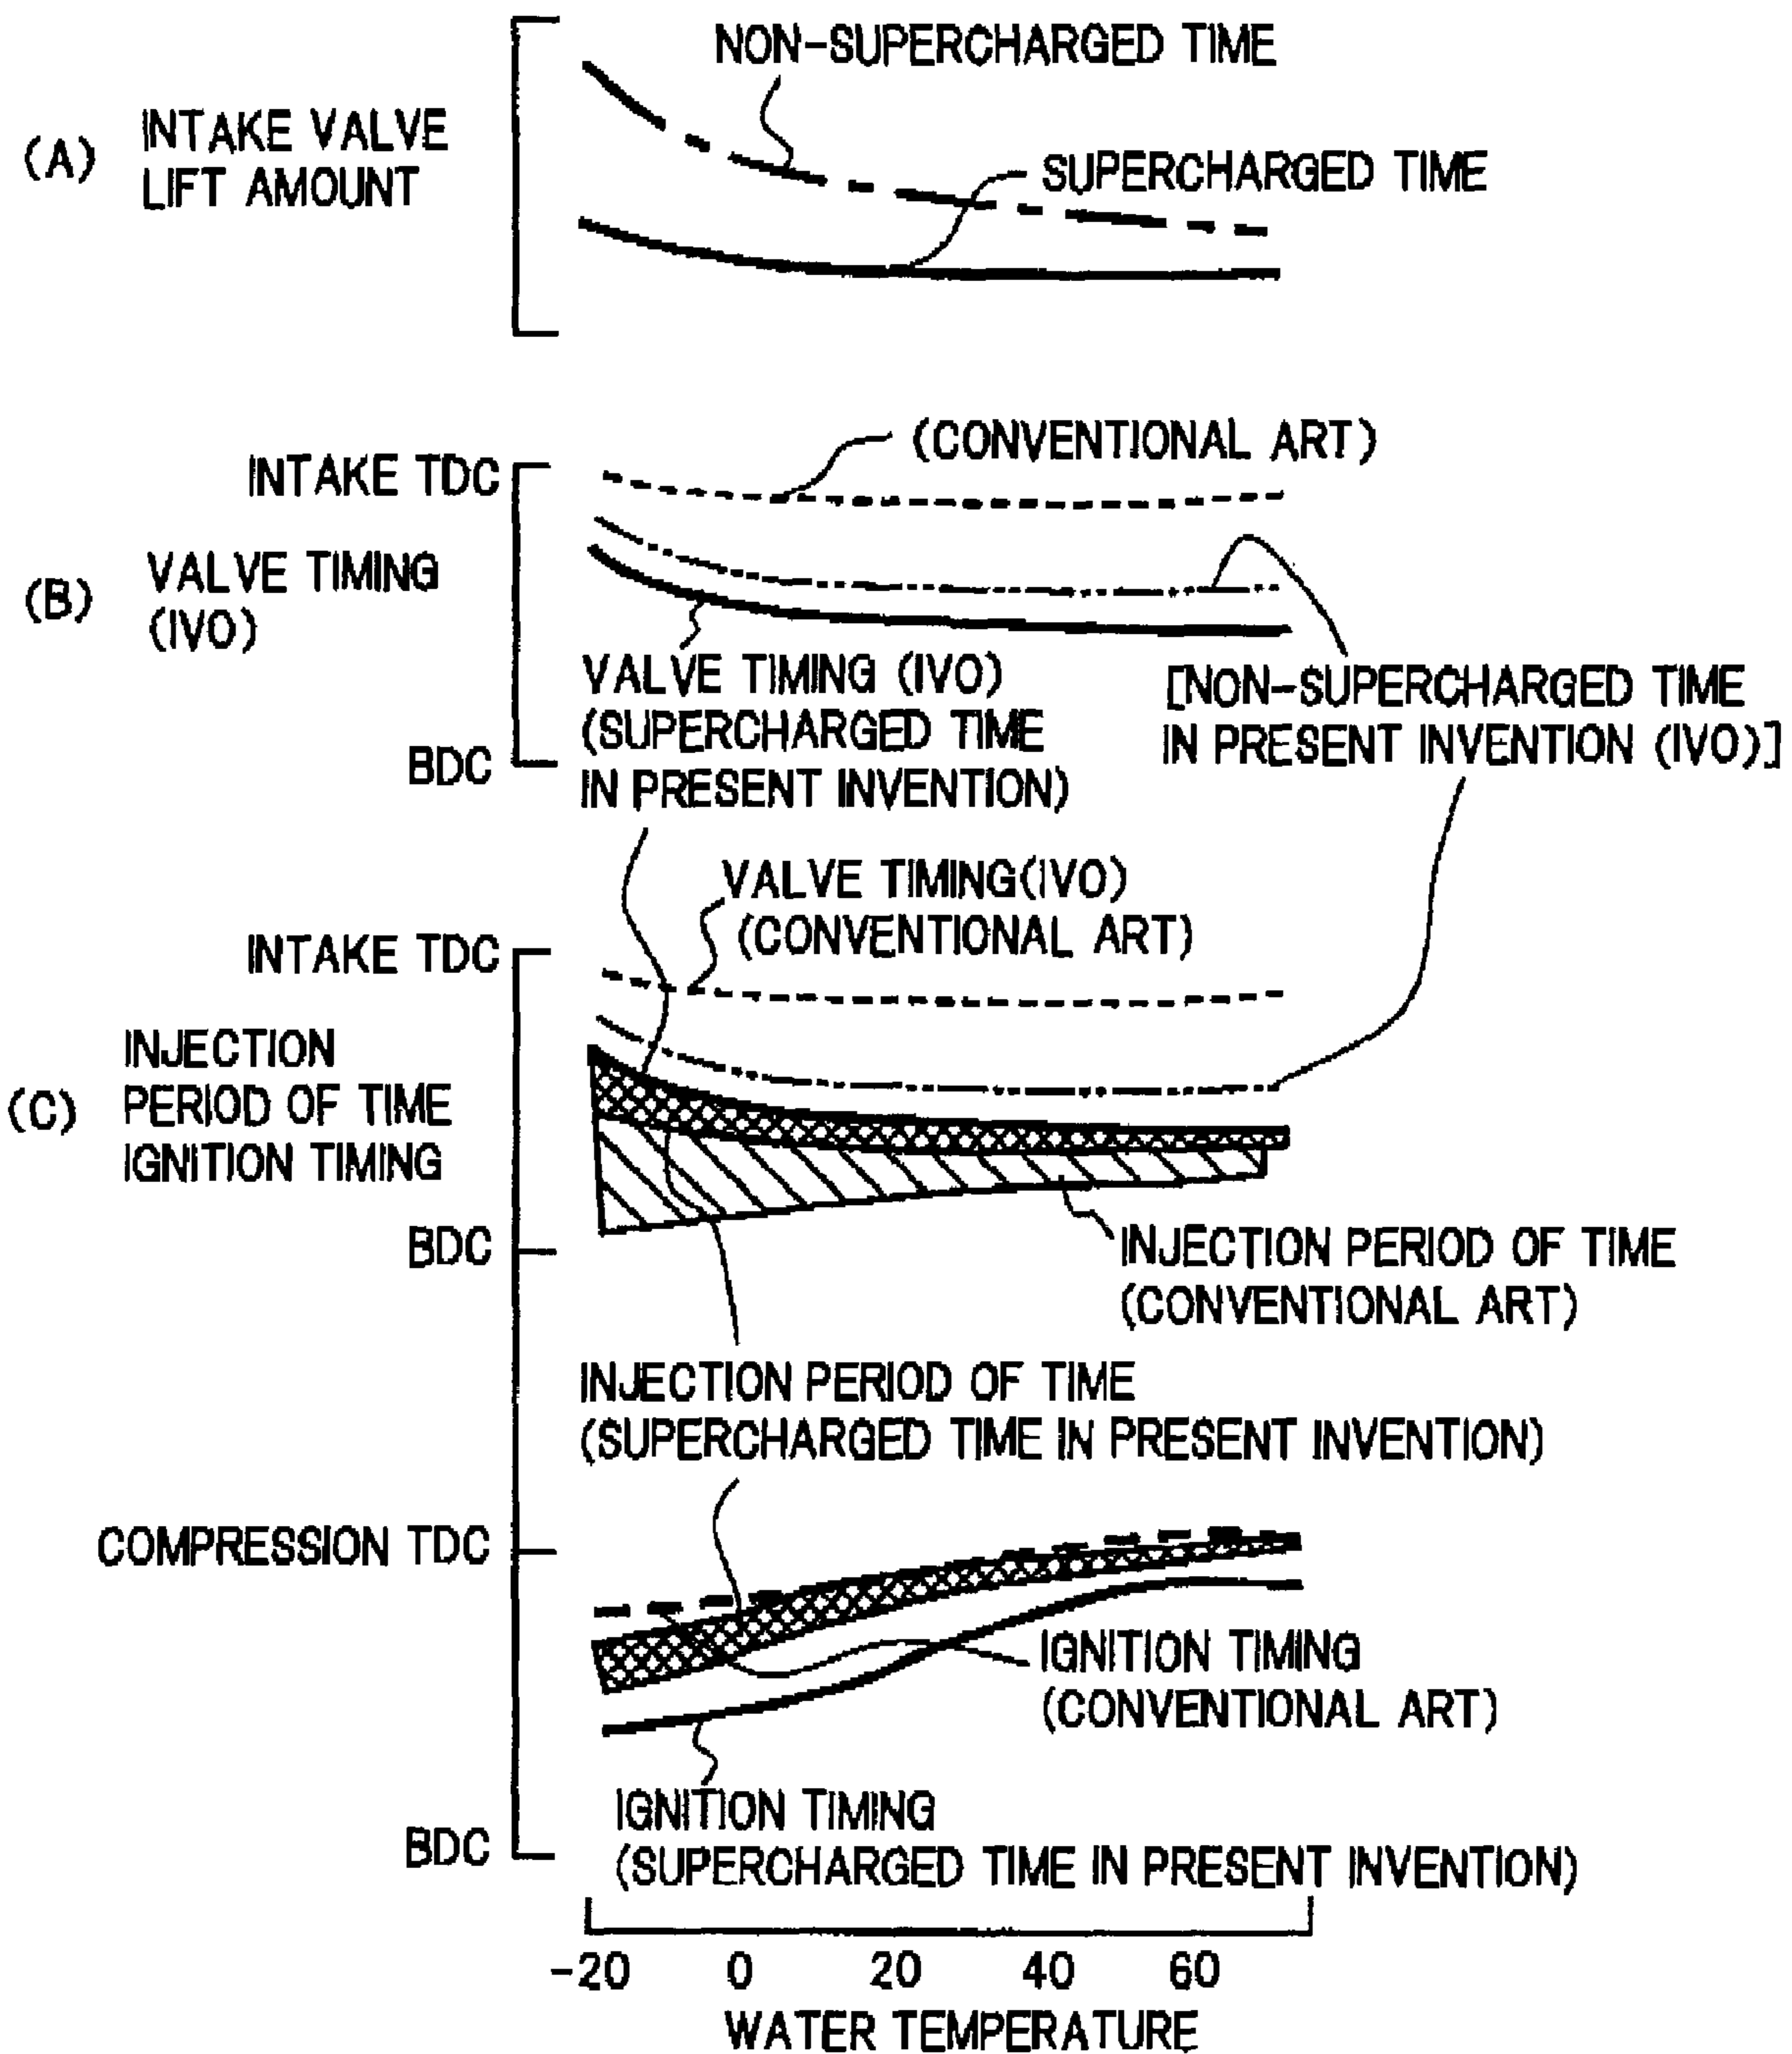 NON-SUPERCHARGED TIME
(A)
INTAKE VALVE
LIFT AMOUNT
SUPERCHARGED TIME
(CONVENTIONAL ART)
INTAKE TDC
(B)
VALVE TIMING
(IVO)
BDC
VALVE TIMING (IVO)
(SUPERCHARGED TIME
IN PRESENT INVENTION)
[NON-SUPERCHARGED TIME
IN PRESENT INVENTION (IVO)]
VALVE TIMING(IVO)
(CONVENTIONAL ART)
INTAKE TDC
(C)
INJECTION
PERIOD OF TIME
IGNITION TIMING
BDC
INJECTION PERIOD OF TIME
(CONVENTIONAL ART)
INJECTION PERIOD OF TIME
(SUPERCHARGED TIME IN PRESENT INVENTION)
COMPRESSION TDC
IGNITION TIMING
(CONVENTIONAL ART)
IGNITION TIMING
(SUPERCHARGED TIME IN PRESENT INVENTION)
BDC
-20 0 20 40 60
WATER TEMPERATURE